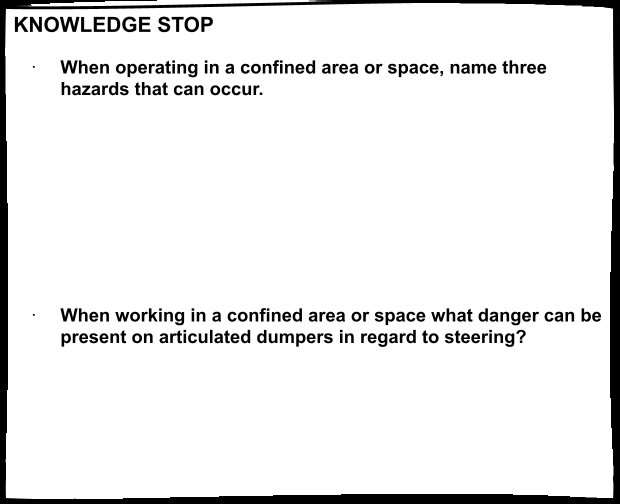 KNOWLEDGE STOP
· When operating in a confined area or space, name three
hazards that can occur.
· When working in a confined area or space what danger can be
present on articulated dumpers in regard to steering?